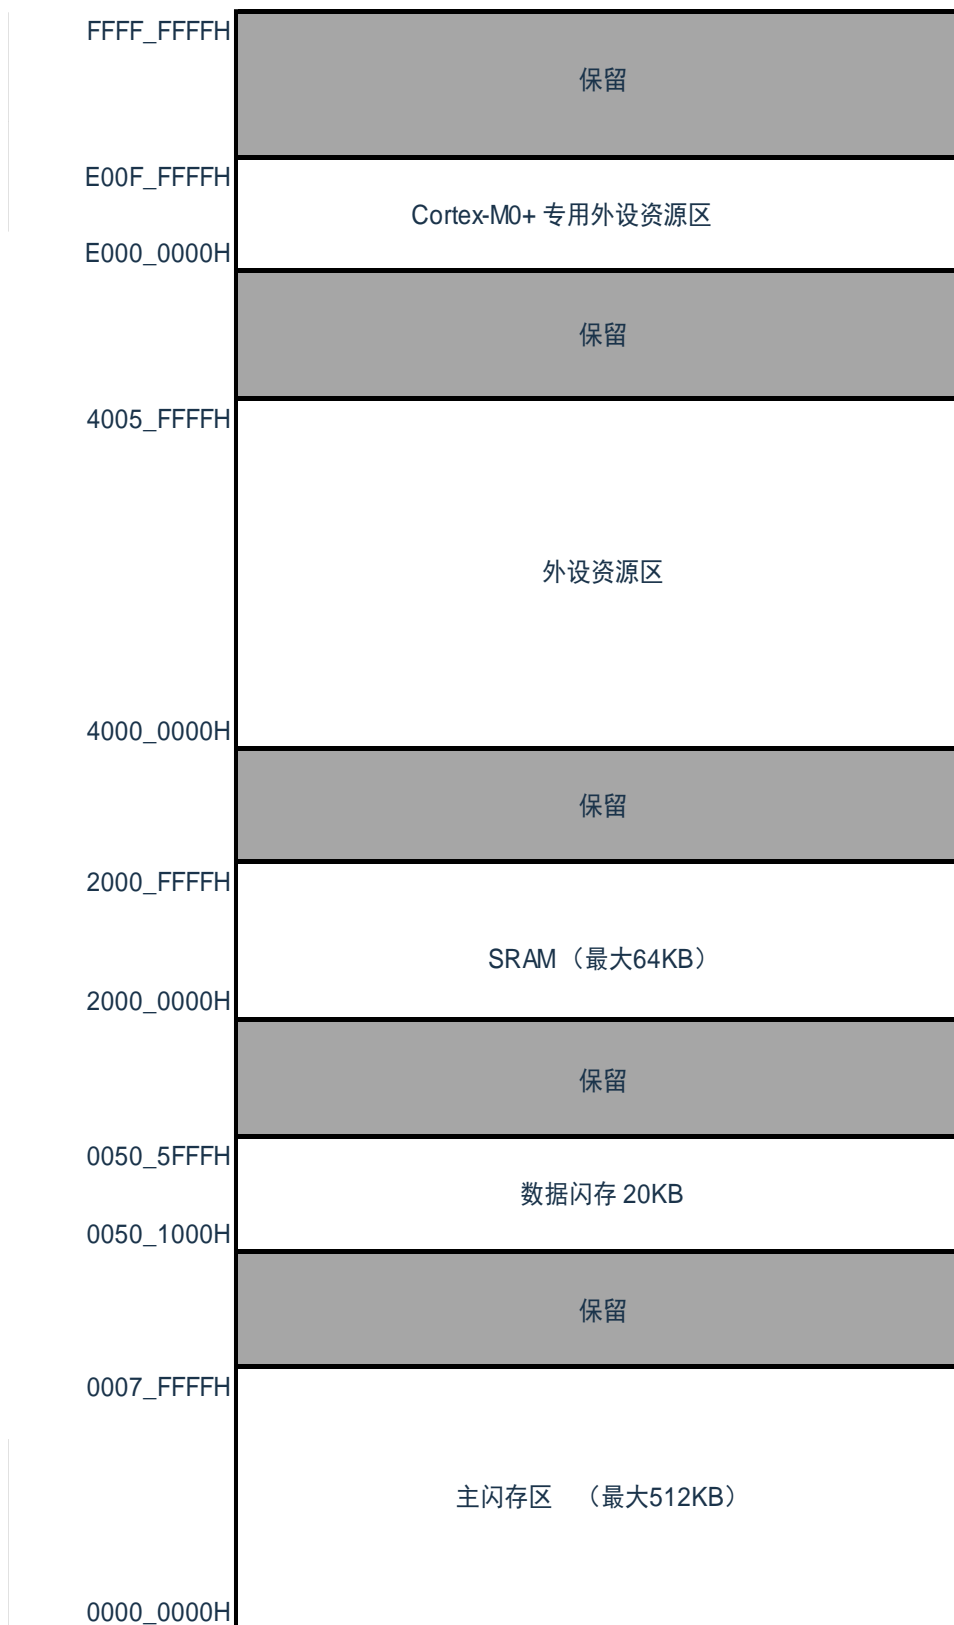 FFFF_FFFFH
保留
E00F_FFFFH
Cortex-M0+ 专用外设资源区
E000_0000H
保留
4005_FFFFH
外设资源区
4000_0000H
保留
2000_FFFFH
SRAM（最大64KB）
2000_0000H
保留
0050_5FFFH
数据闪存 20KB
0050_1000H
保留
0007_FFFFH
主闪存区 （最大512KB）
0000_0000H